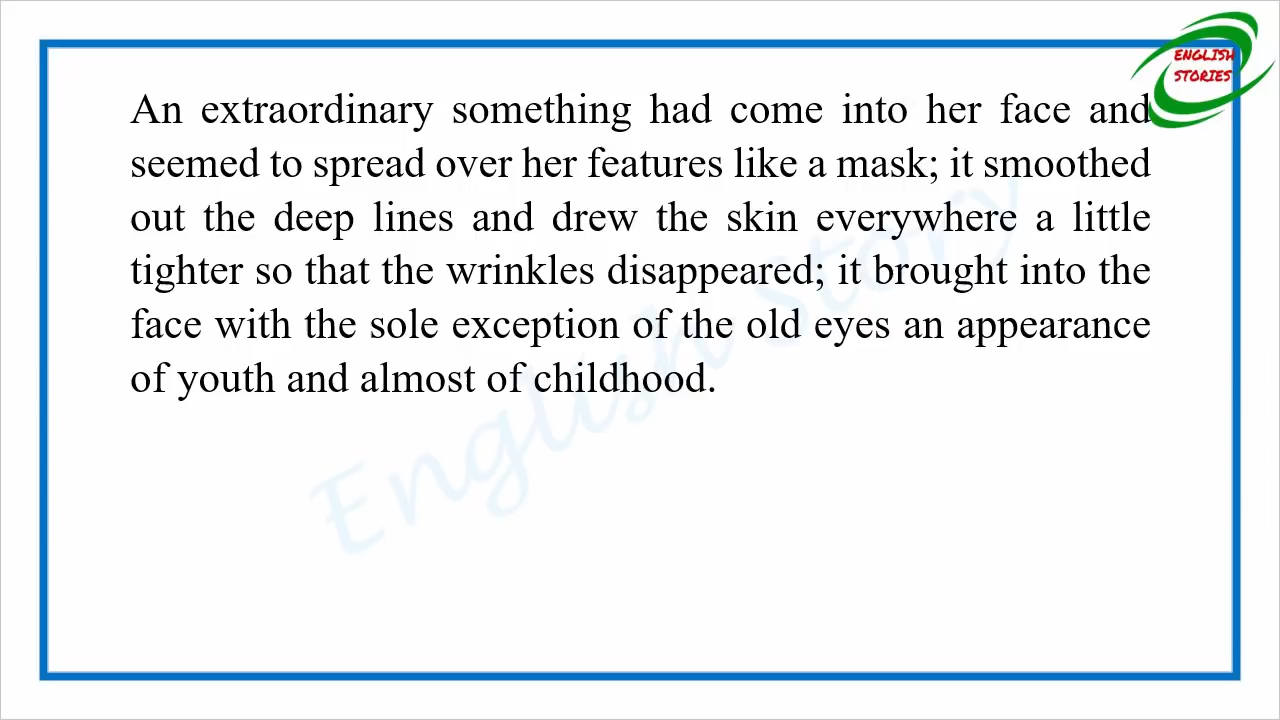 ENGLISH
STORIES
An extraordinary something had come into her face and
seemed to spread over her features like a mask; it smoothed
out the deep lines and drew the skin everywhere a little
tighter so that the wrinkles disappeared; it brought into the
face with the sole exception of the old eyes an appearance
of youth and almost of childhood.
English Story